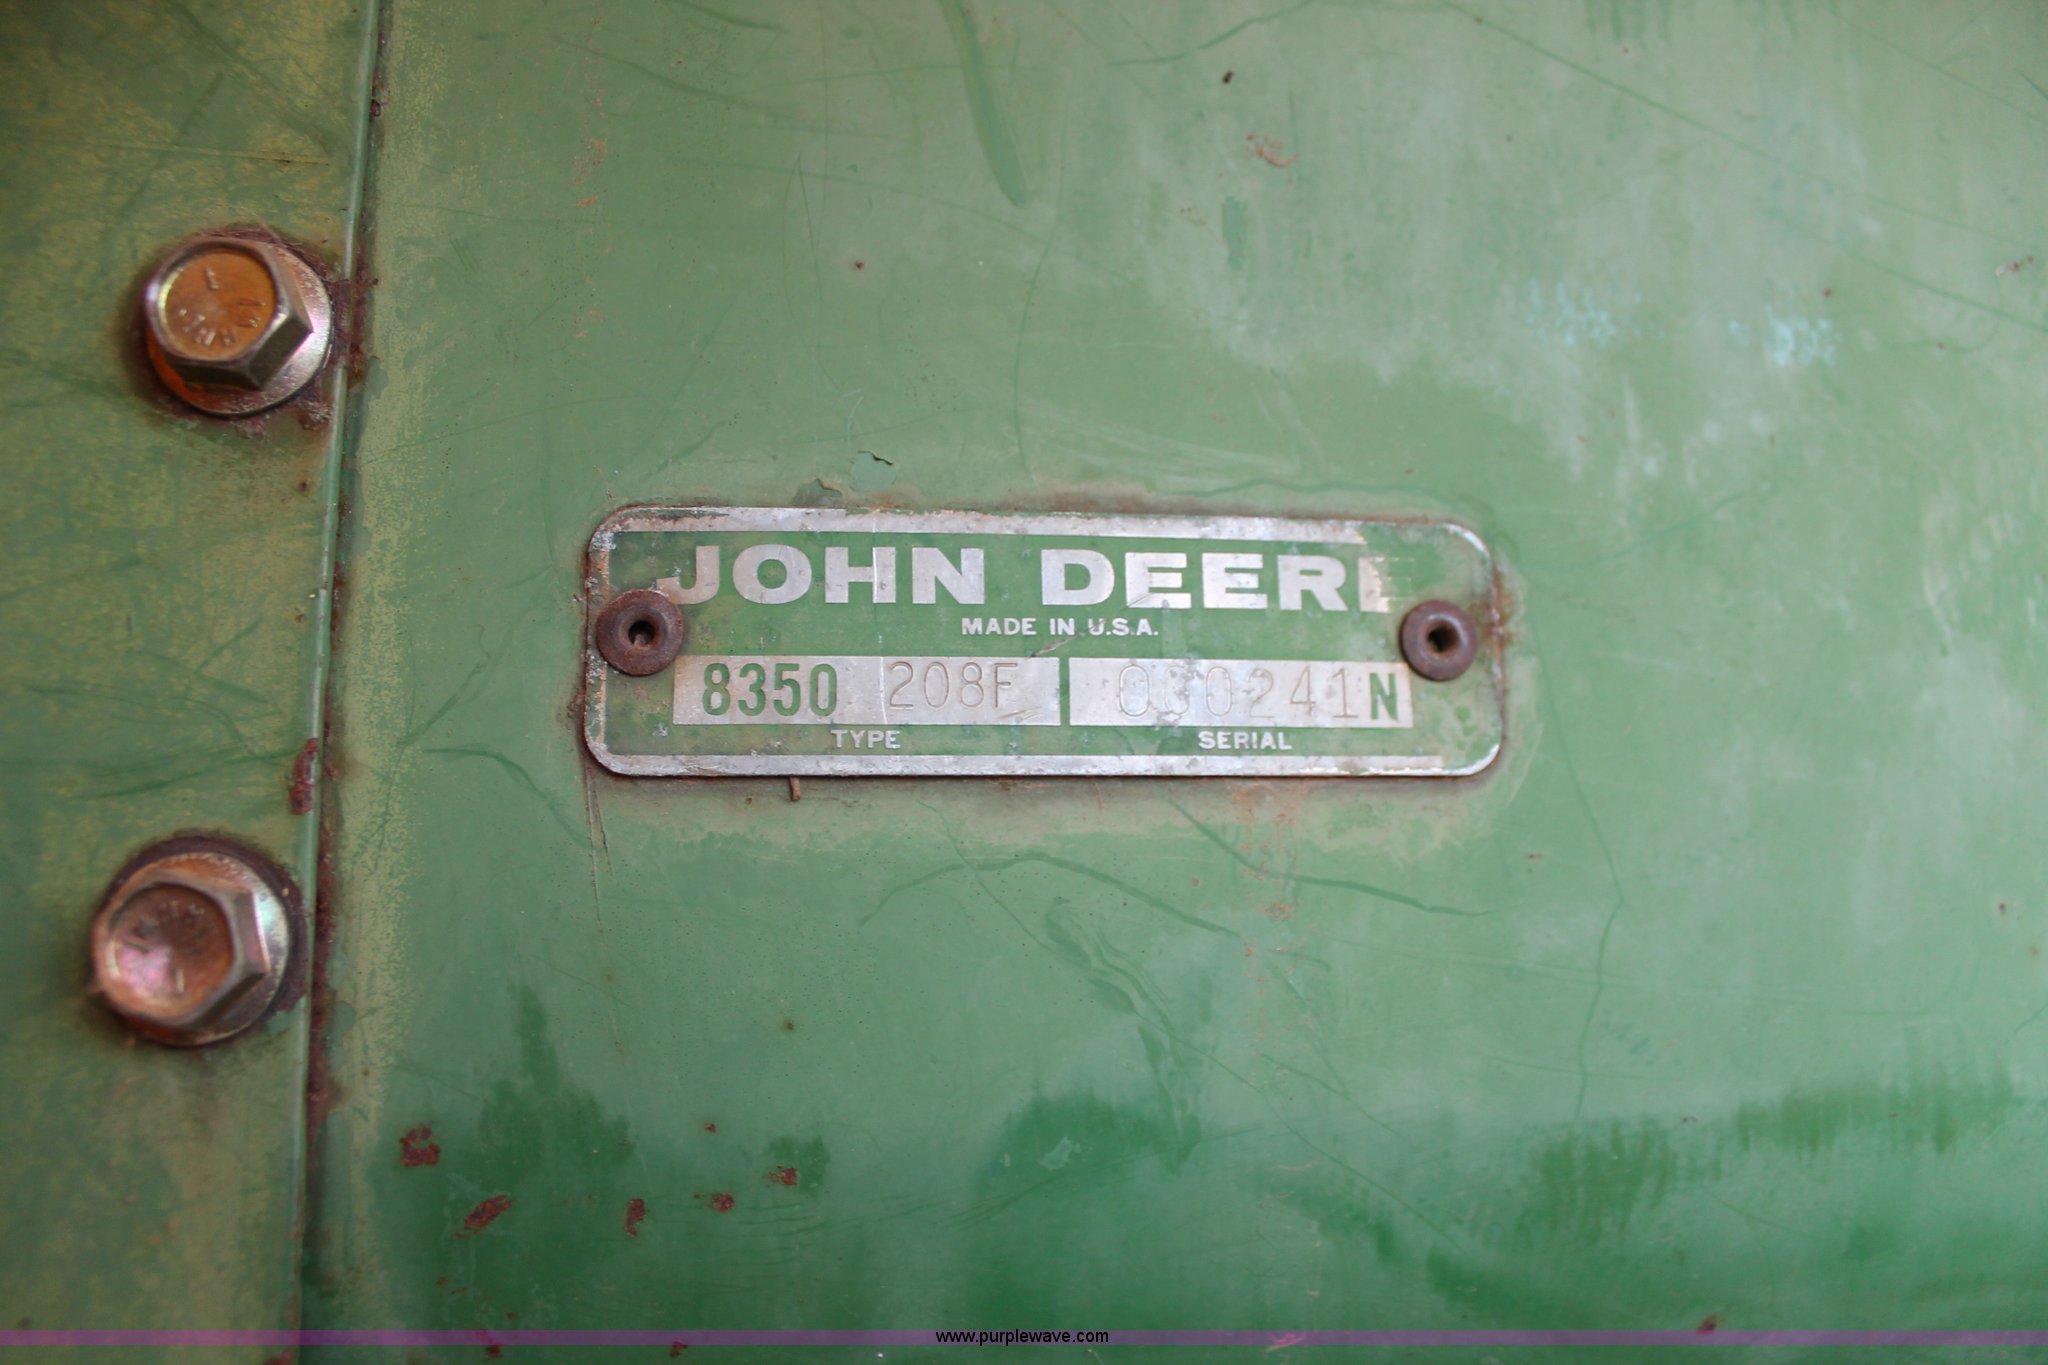 JOHN DEERE
MADE IN U.S.A.
8350 208F 000241N
TYPE SERIAL
www.purplewave.com